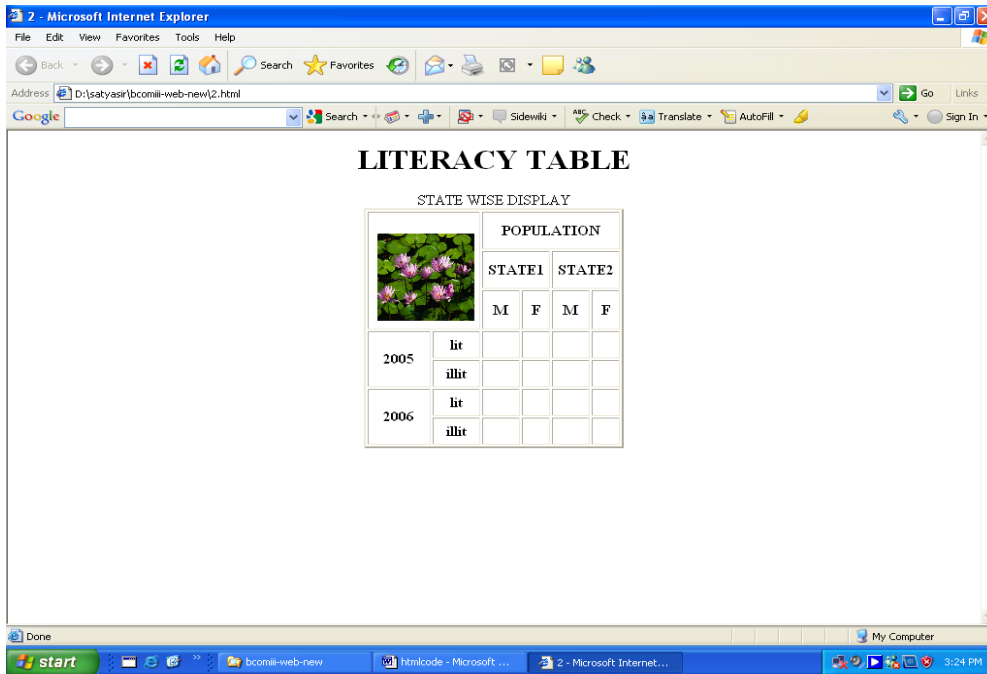 2 - Microsoft Internet Explorer
File Edit View Favorites Tools Help
Back Search Favorites
Address D:\satyasir\bcomiii-web-new\2.html Go Links
Google Search Sidewiki ABC Check āa Translate AutoFill Sign In
LITERACY TABLE
STATE WISE DISPLAY
POPULATION
STATE1 STATE2
M F M F
2005 lit
illit
2006 lit
illit
Done My Computer
start bcomiii-web-new htmlcode - Microsoft ... 2 - Microsoft Internet... 3:24 PM